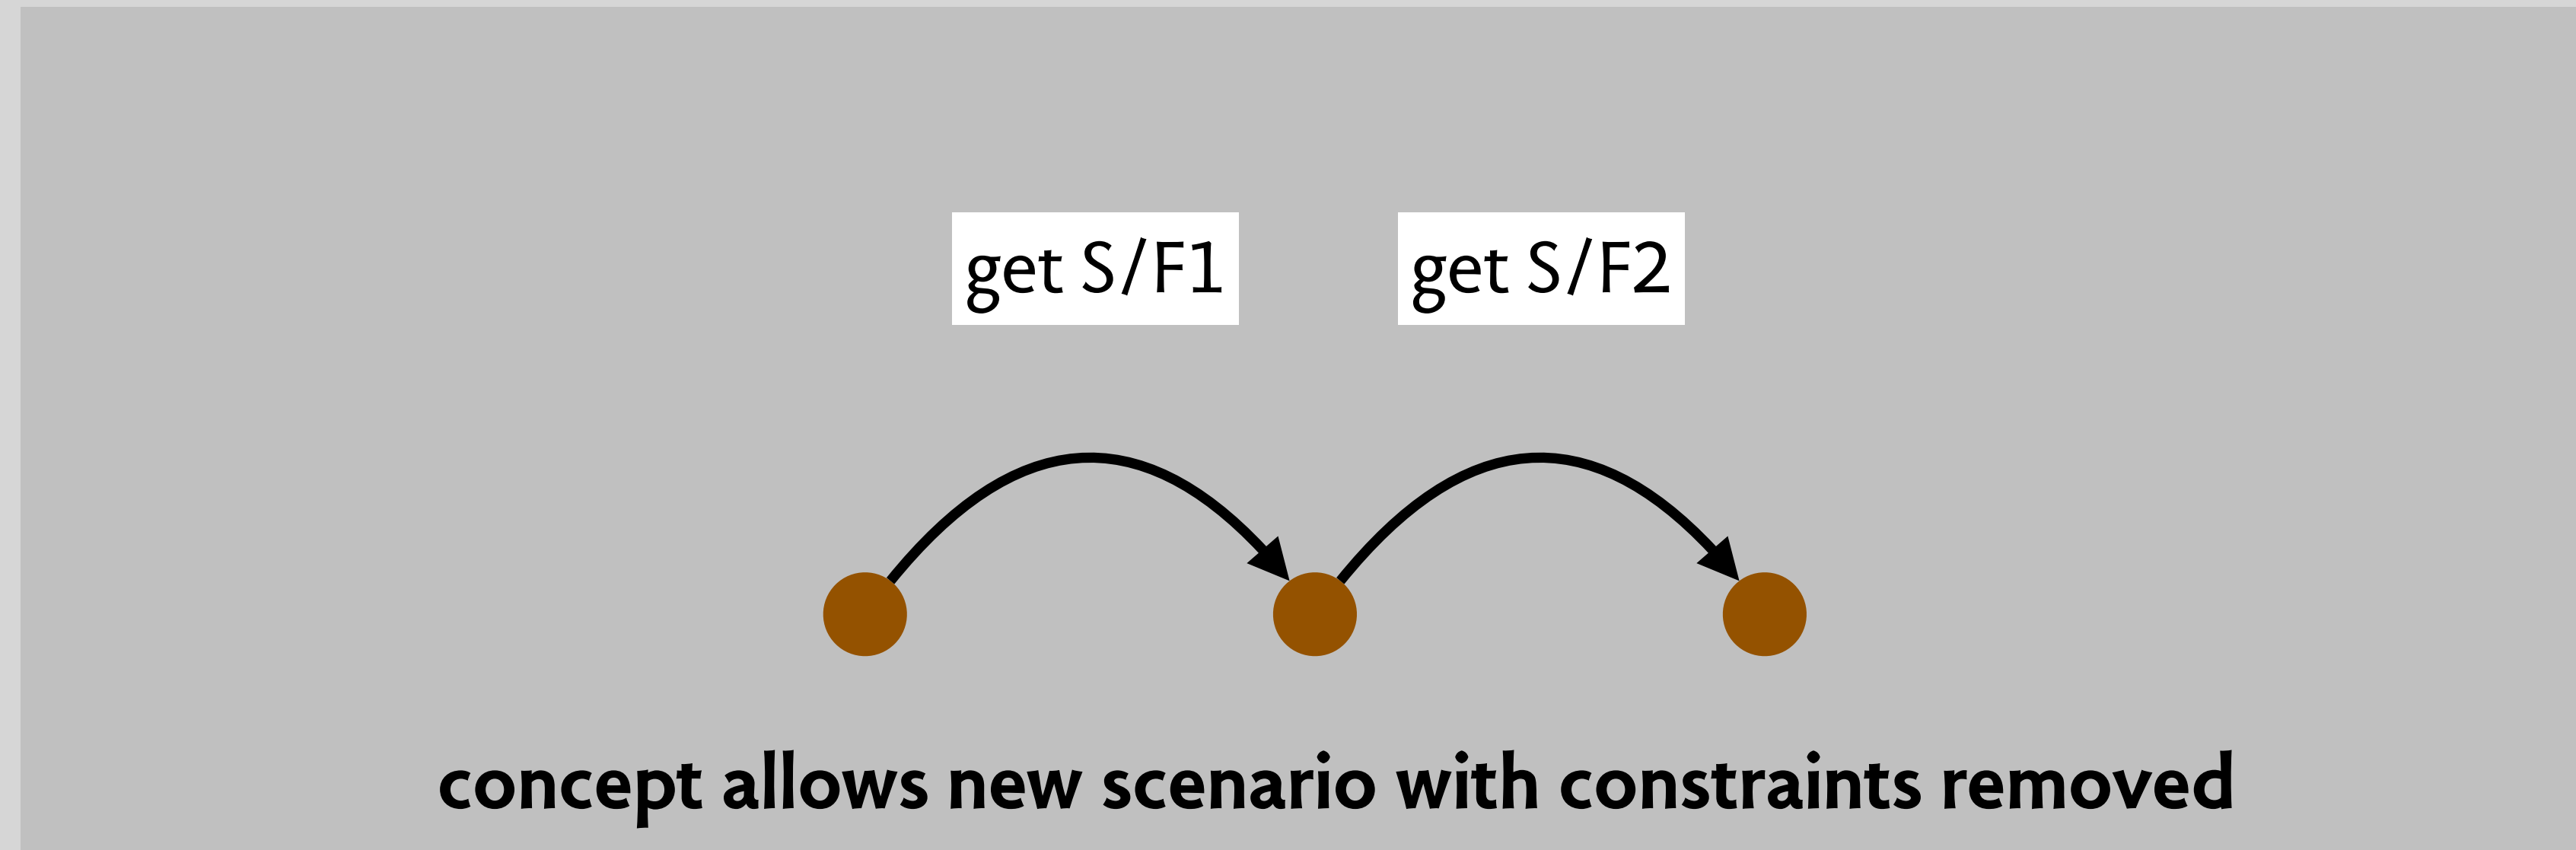 get S/F1
get S/F2
concept allows new scenario with constraints removed